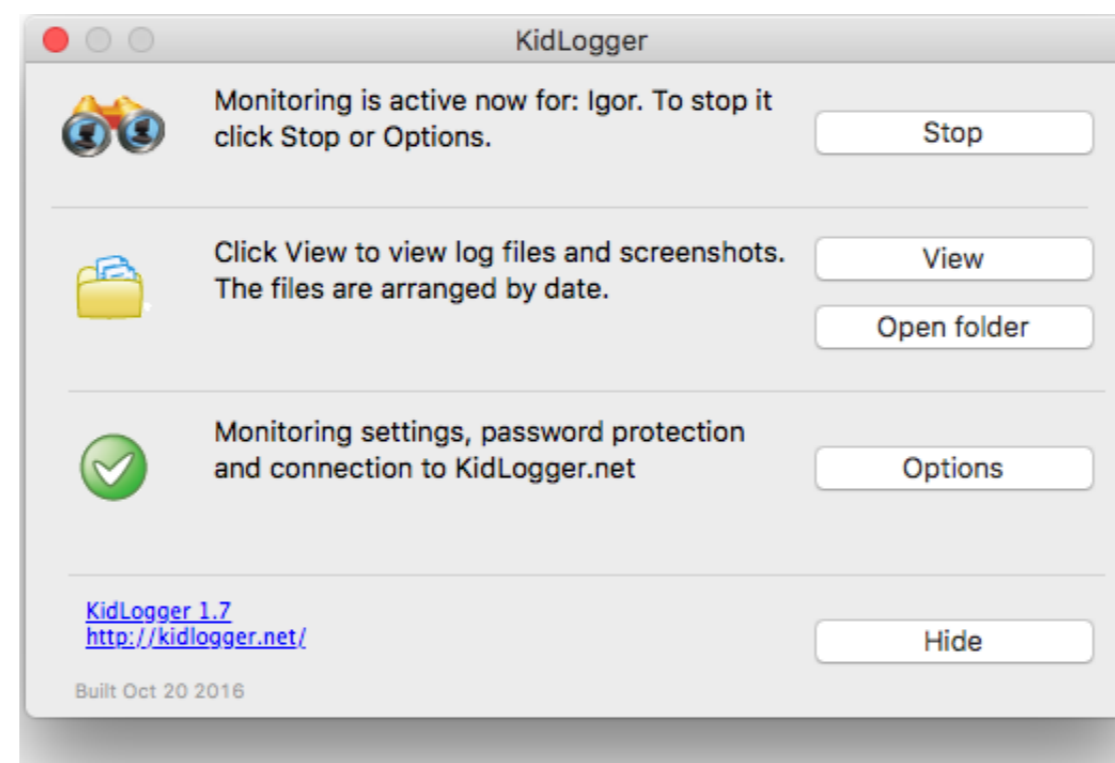 KidLogger
Monitoring is active now for: Igor. To stop it
click Stop or Options.
Stop
Click View to view log files and screenshots.
The files are arranged by date.
View
Open folder
Monitoring settings, password protection
and connection to KidLogger.net
Options
KidLogger 1.7
http://kidlogger.net/
Hide
Built Oct 20 2016